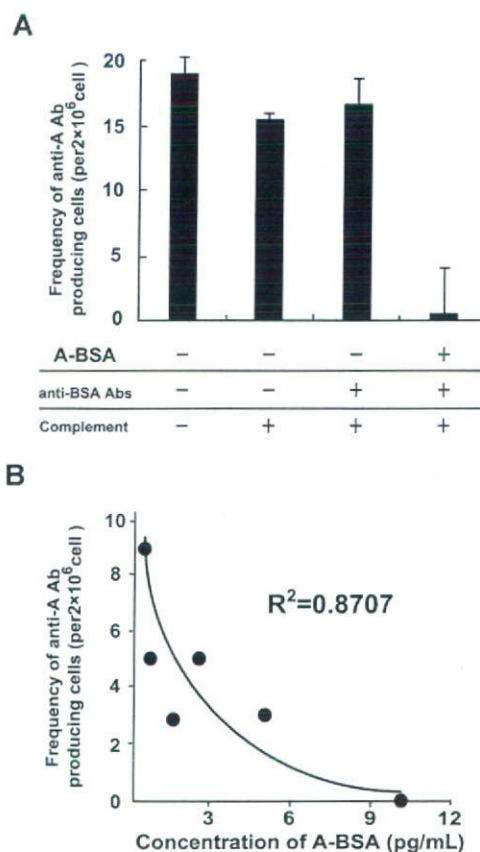 A
Frequency of anti-A Ab
producing cells (per2×10⁶cell )
20
15
10
5
0
A-BSA − − − +
anti-BSA Abs − − + +
Complement − + + +
B
Frequency of anti-A Ab
producing cells (per2×10⁶cell )
10
8
6
4
2
0
R²=0.8707
3 6 9 12
Concentration of A-BSA (pg/mL)